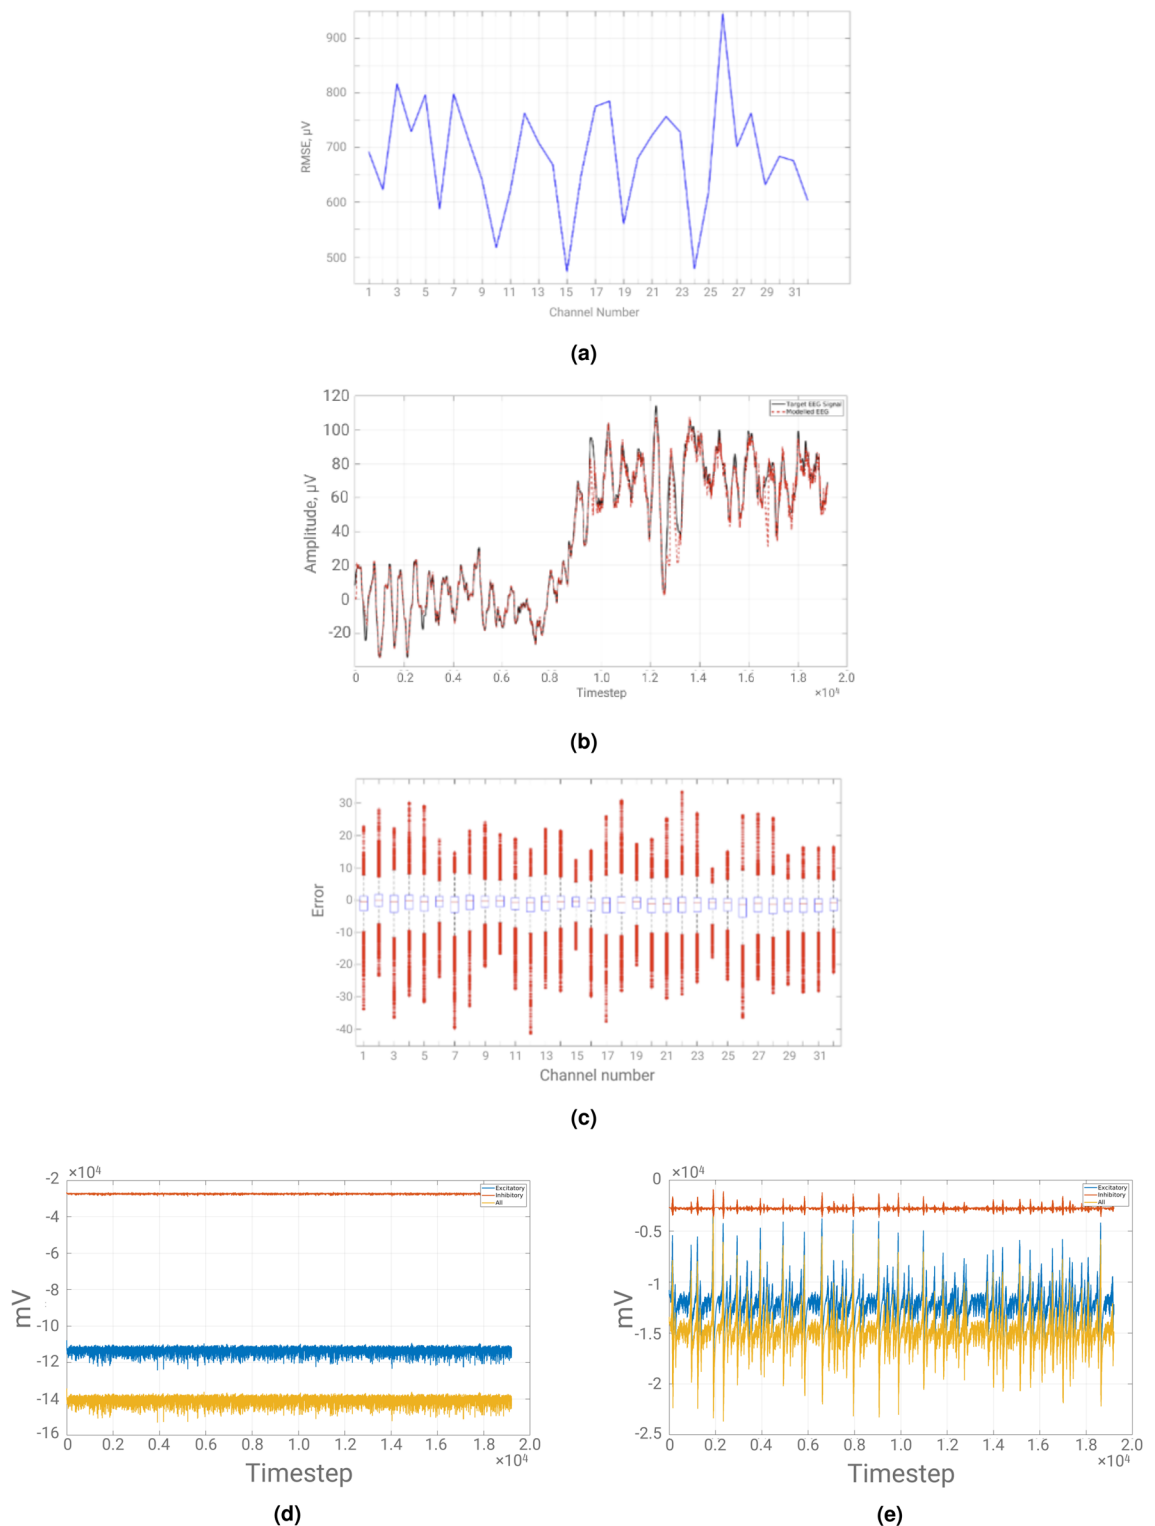 900
800
700
600
500
RMSE, µV
1 3 5 7 9 11 13 15 17 19 21 23 25 27 29 31
Channel Number
(a)
120
100
80
60
40
20
0
-20
Amplitude, µV
Target EEG Signal
Modelled EEG
0 0.2 0.4 0.6 0.8 1.0 1.2 1.4 1.6 1.8 2.0
×10⁴
Timestep
(b)
30
20
10
0
-10
-20
-30
-40
Error
1 3 5 7 9 11 13 15 17 19 21 23 25 27 29 31
Channel number
(c)
×10⁴
-2
-4
-6
-8
-10
-12
-14
-16
mV
Excitatory
Inhibitory
All
0 0.2 0.4 0.6 0.8 1.0 1.2 1.4 1.6 1.8 2.0
×10⁴
Timestep
(d)
×10⁴
0
-0.5
-1
-1.5
-2
-2.5
mV
Excitatory
Inhibitory
All
0 0.2 0.4 0.6 0.8 1.0 1.2 1.4 1.6 1.8 2.0
×10⁴
Timestep
(e)